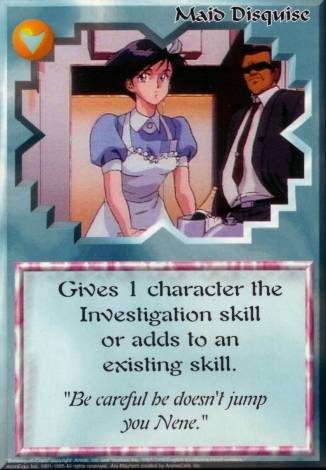 Maid Disguise
Gives 1 character the
Investigation skill
or adds to an
existing skill.
"Be careful he doesn't jump
you Nene."